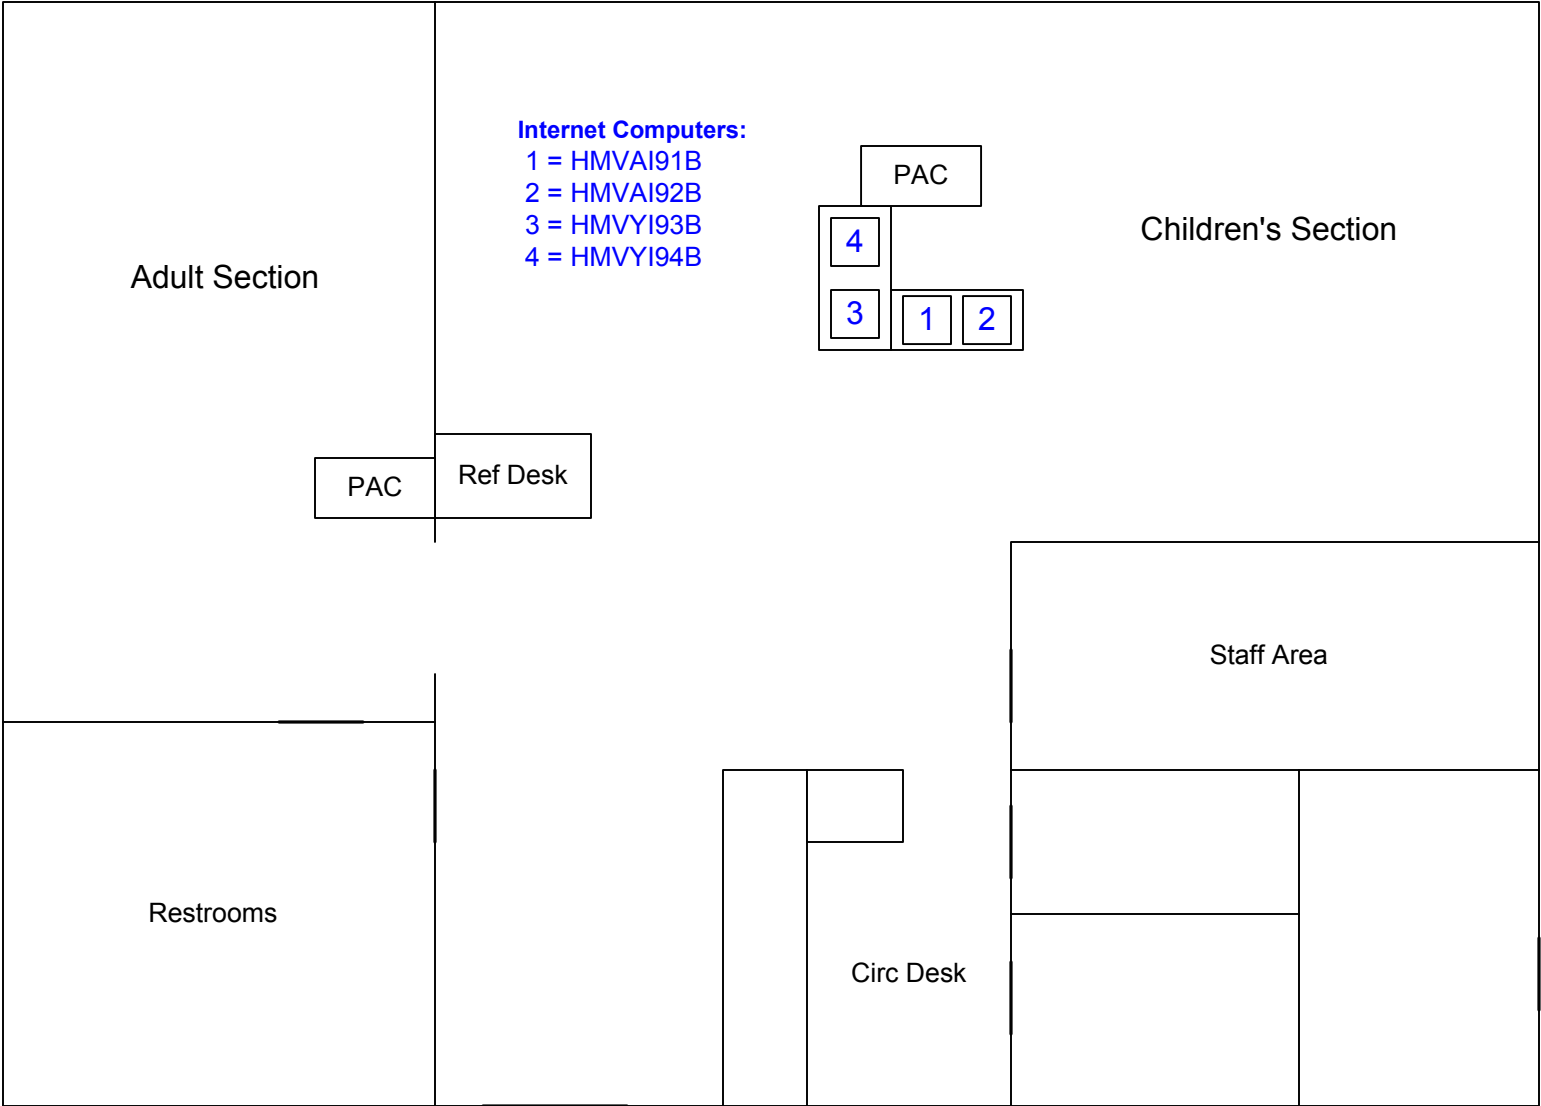 Internet Computers:
1 = HMVAI91B
2 = HMVAI92B
3 = HMVYI93B
4 = HMVYI94B
PAC
Children's Section
4
3
1
2
Adult Section
PAC
Ref Desk
Staff Area
Restrooms
Circ Desk